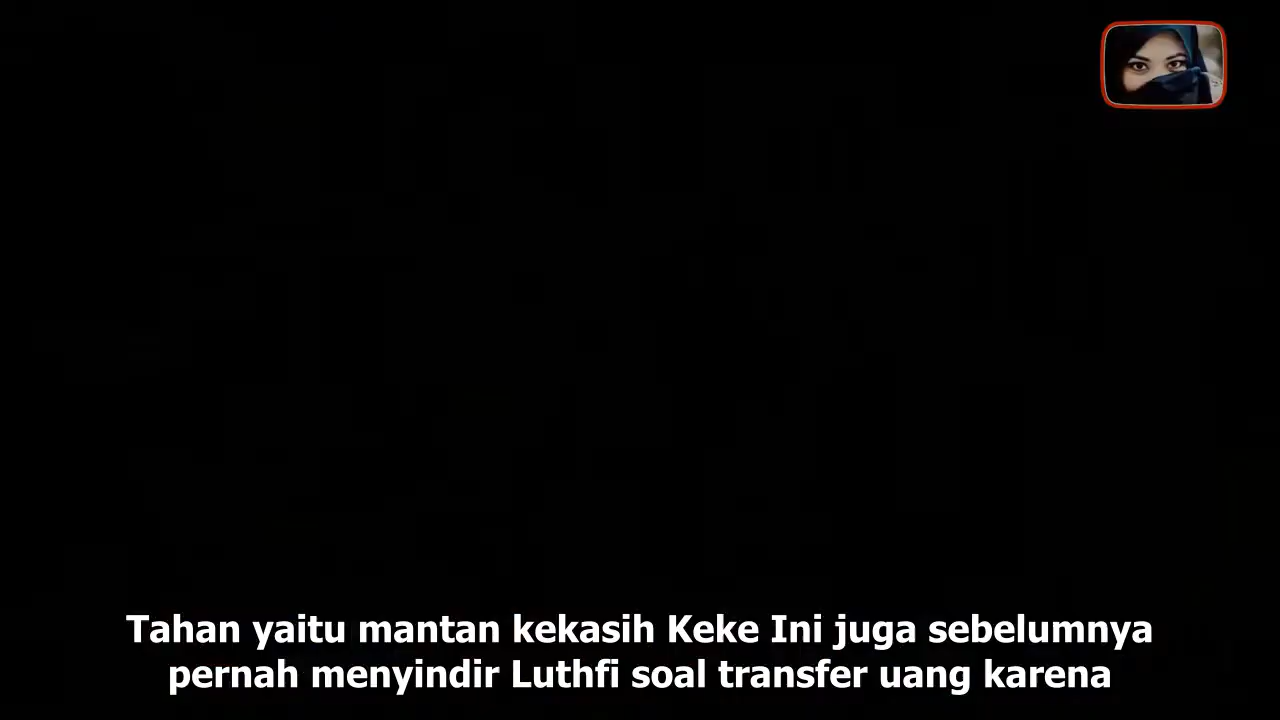 Tahan yaitu mantan kekasih Keke Ini juga sebelumnya
pernah menyindir Luthfi soal transfer uang karena